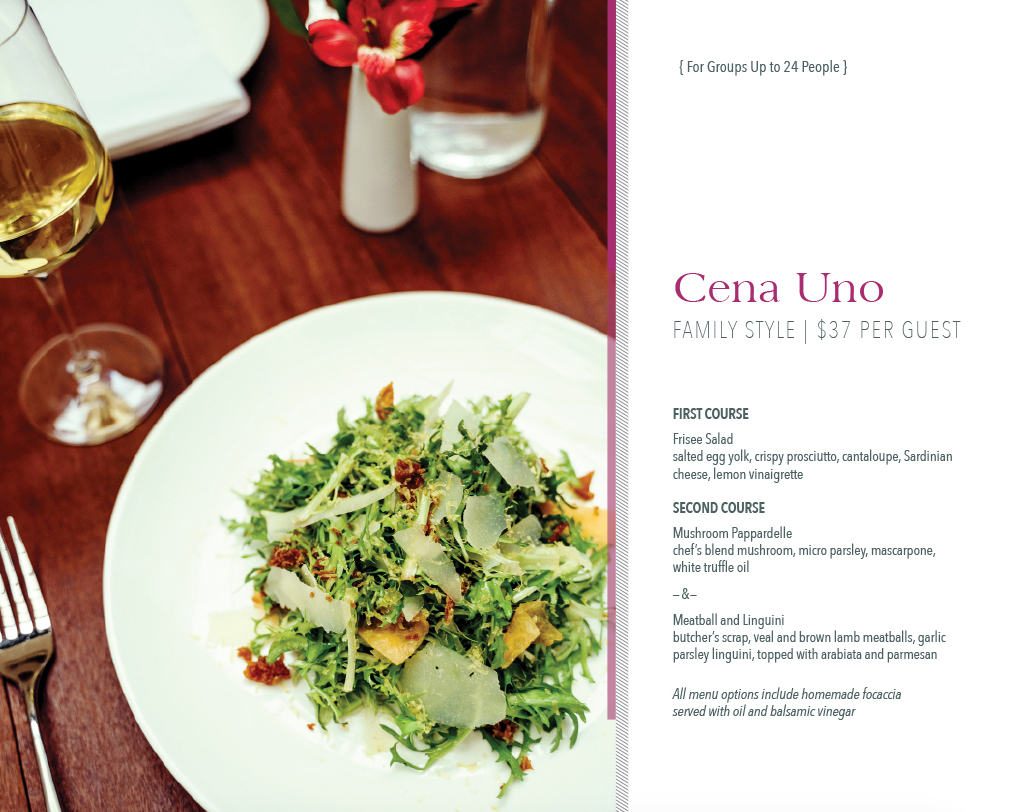 { For Groups Up to 24 People }
Cena Uno
FAMILY STYLE | $37 PER GUEST
FIRST COURSE
Frisee Salad
salted egg yolk, crispy prosciutto, cantaloupe, Sardinian
cheese, lemon vinaigrette
SECOND COURSE
Mushroom Pappardelle
chef's blend mushroom, micro parsley, mascarpone,
white truffle oil
– &–
Meatball and Linguini
butcher's scrap, veal and brown lamb meatballs, garlic
parsley linguini, topped with arabiata and parmesan
All menu options include homemade focaccia
served with oil and balsamic vinegar